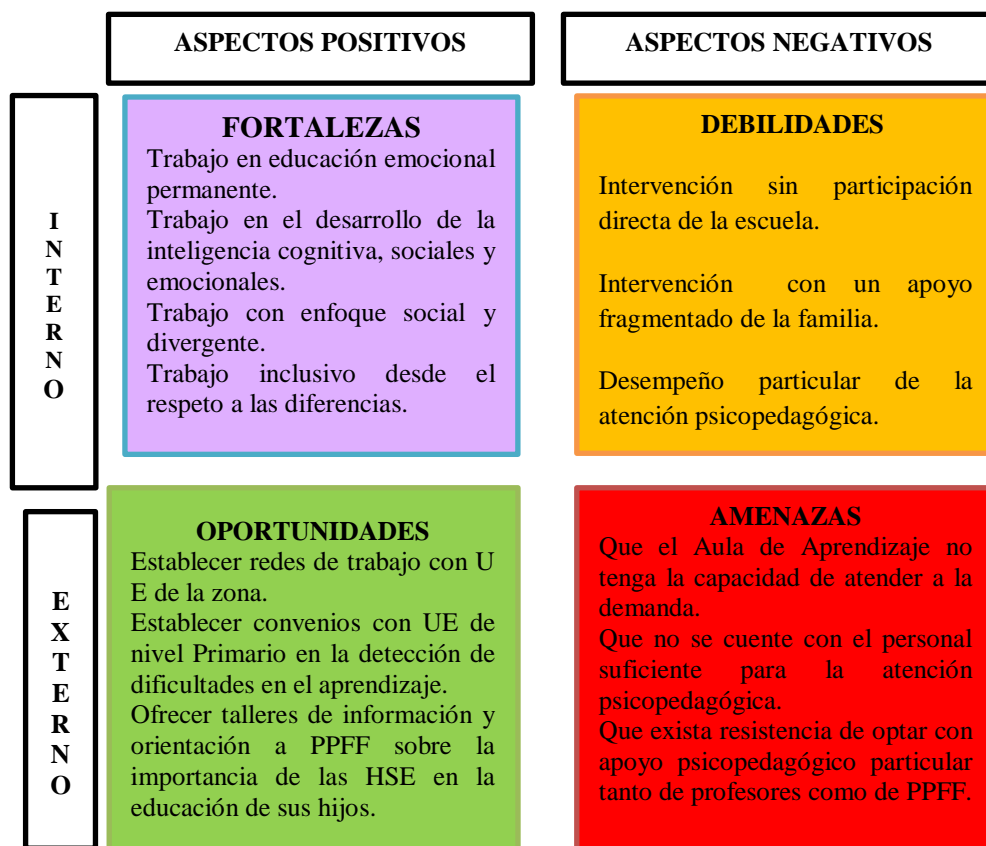 ASPECTOS POSITIVOS
ASPECTOS NEGATIVOS
INTERNO
FORTALEZAS
Trabajo en educación emocional
permanente.
Trabajo en el desarrollo de la
inteligencia cognitiva, sociales y
emocionales.
Trabajo con enfoque social y
divergente.
Trabajo inclusivo desde el
respeto a las diferencias.
DEBILIDADES
Intervención sin participación
directa de la escuela.
Intervención con un apoyo
fragmentado de la familia.
Desempeño particular de la
atención psicopedagógica.
EXTERNO
OPORTUNIDADES
Establecer redes de trabajo con U
E de la zona.
Establecer convenios con UE de
nivel Primario en la detección de
dificultades en el aprendizaje.
Ofrecer talleres de información y
orientación a PPFF sobre la
importancia de las HSE en la
educación de sus hijos.
AMENAZAS
Que el Aula de Aprendizaje no
tenga la capacidad de atender a la
demanda.
Que no se cuente con el personal
suficiente para la atención
psicopedagógica.
Que exista resistencia de optar con
apoyo psicopedagógico particular
tanto de profesores como de PPFF.